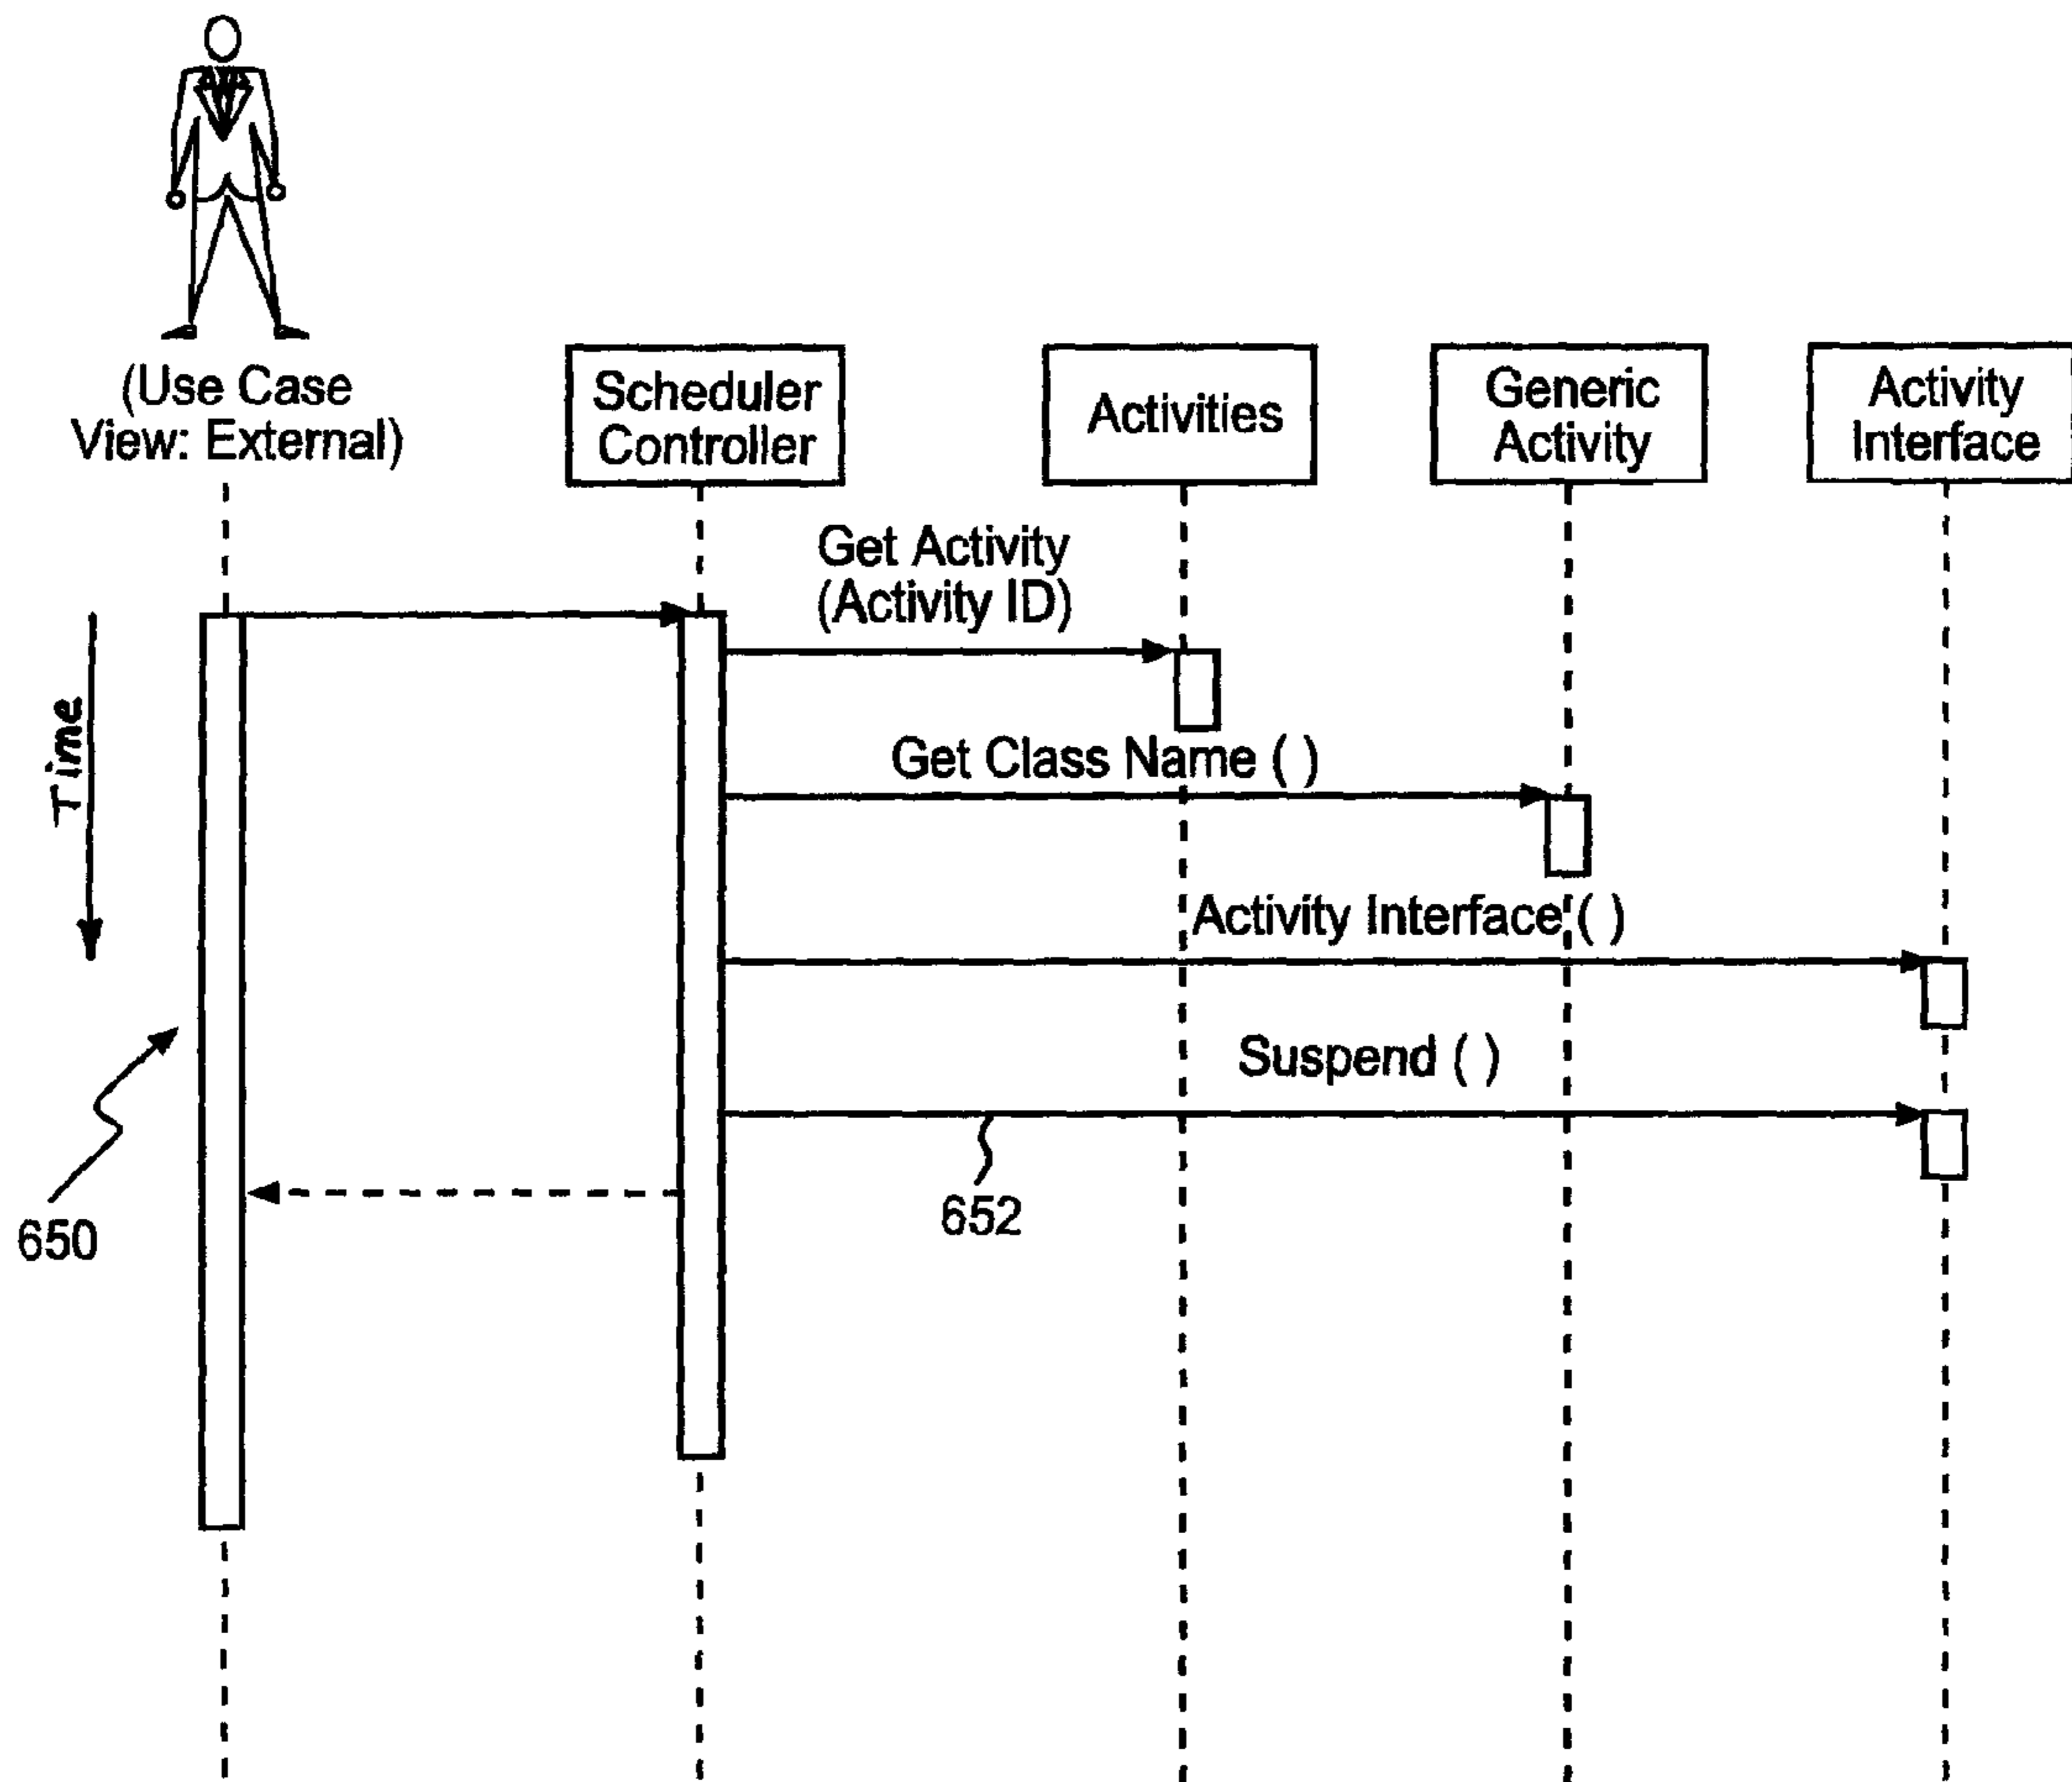 (Use Case
View: External)
Scheduler
Controller
Activities
Generic
Activity
Activity
Interface
Get Activity
(Activity ID)
Time
Get Class Name ( )
Activity Interface ( )
Suspend ( )
652
650